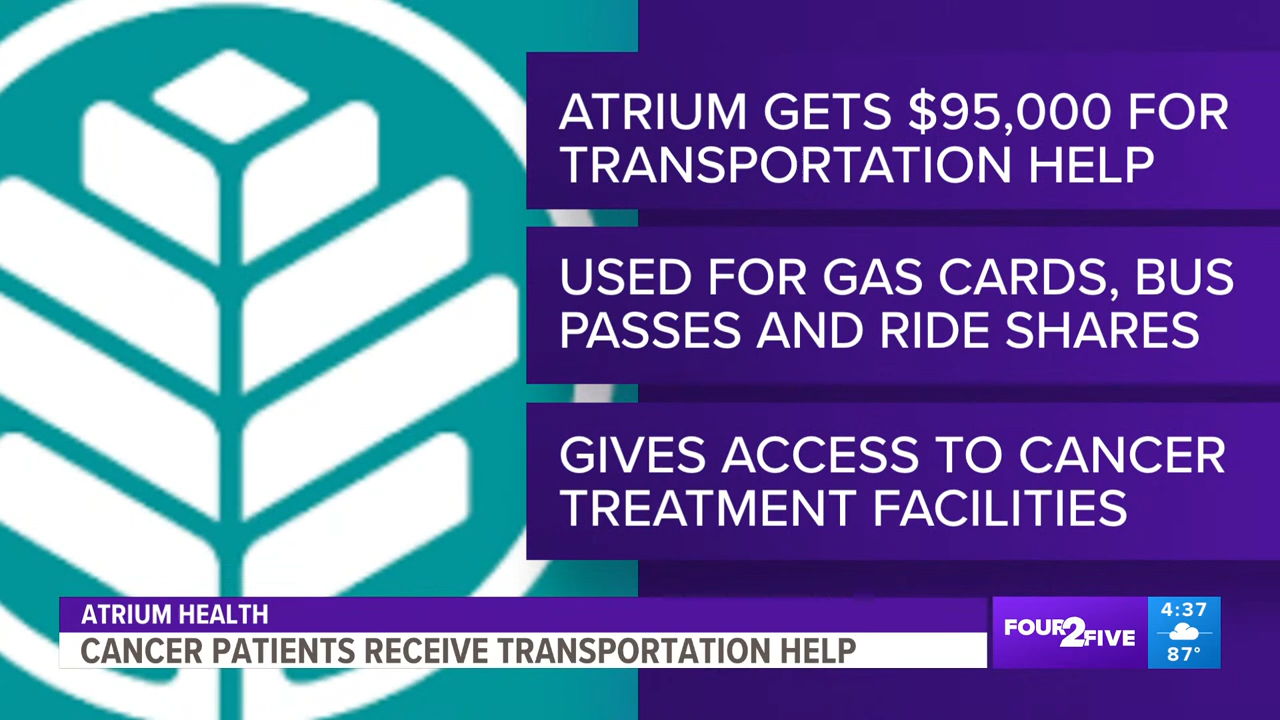 ATRIUM GETS $95,000 FOR
TRANSPORTATION HELP
USED FOR GAS CARDS, BUS
PASSES AND RIDE SHARES
GIVES ACCESS TO CANCER
TREATMENT FACILITIES
ATRIUM HEALTH
CANCER PATIENTS RECEIVE TRANSPORTATION HELP
FOUR2FIVE
4:37
87°